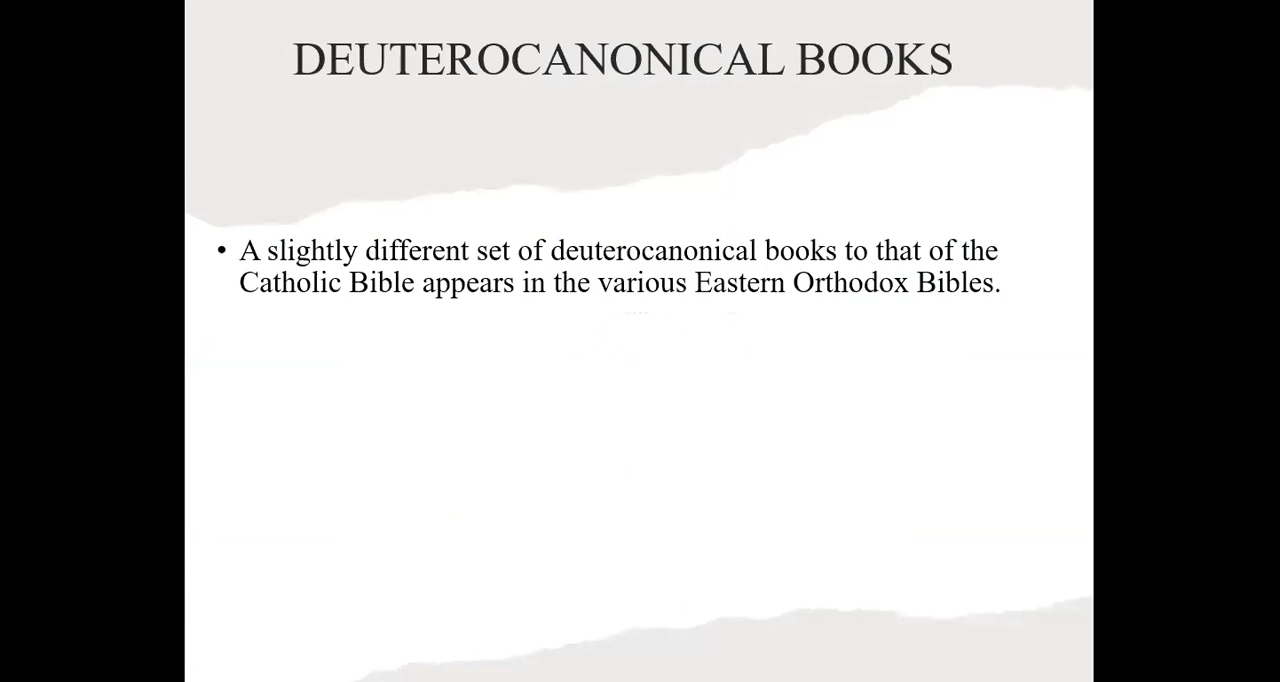 DEUTEROCANONICAL BOOKS
• A slightly different set of deuterocanonical books to that of the
Catholic Bible appears in the various Eastern Orthodox Bibles.